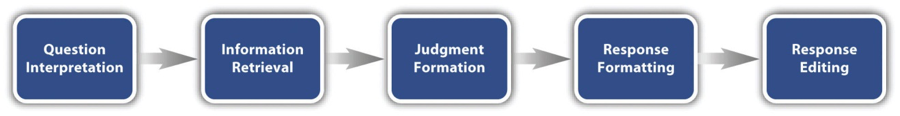 Question
Interpretation
Information
Retrieval
Judgment
Formation
Response
Formatting
Response
Editing